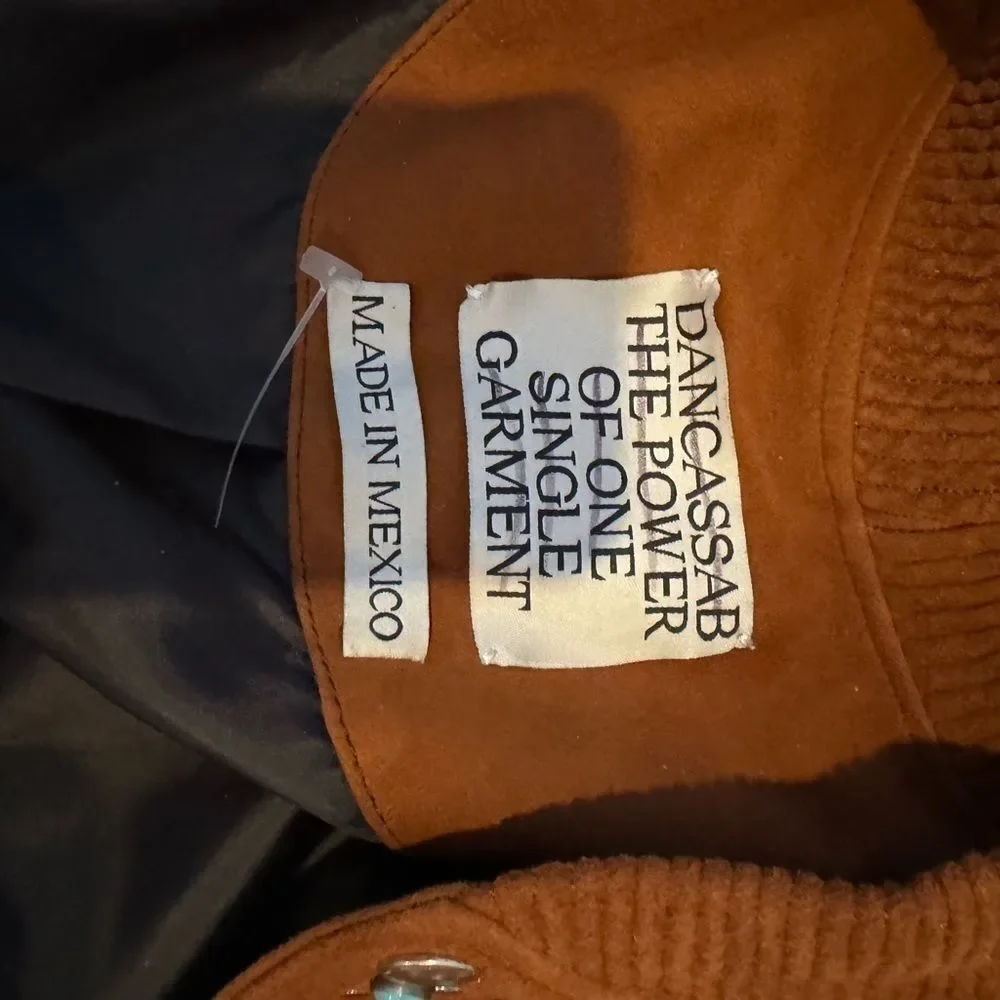 DANCASSAB
THE POWER
OF ONE
SINGLE
GARMENT
MADE IN MEXICO